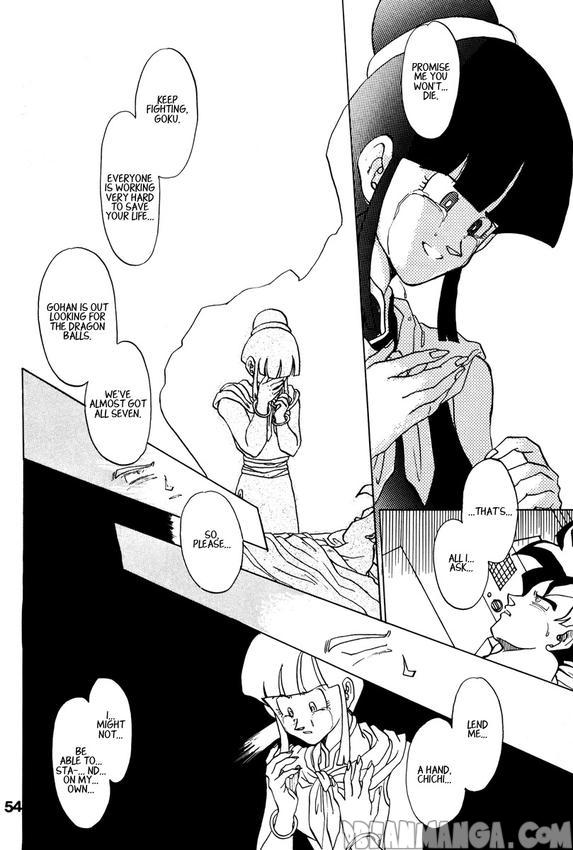 PROMISE
ME YOU
WON'T...
DIE.
KEEP
FIGHTING,
GOKU.
EVERYONE
IS WORKING
VERY HARD
TO SAVE
YOUR LIFE...
GOHAN IS OUT
LOOKING FOR
THE DRAGON
BALLS.
WE'VE
ALMOST GOT
ALL SEVEN.
...THAT'S...
ALL I...
ASK...
SO,
PLEASE...
LEND
ME...
A HAND,
CHICHI...
I...
MIGHT
NOT...
BE
ABLE TO...
STA-... ND...
ON MY...
OWN...
54
DBFANMANGA.COM